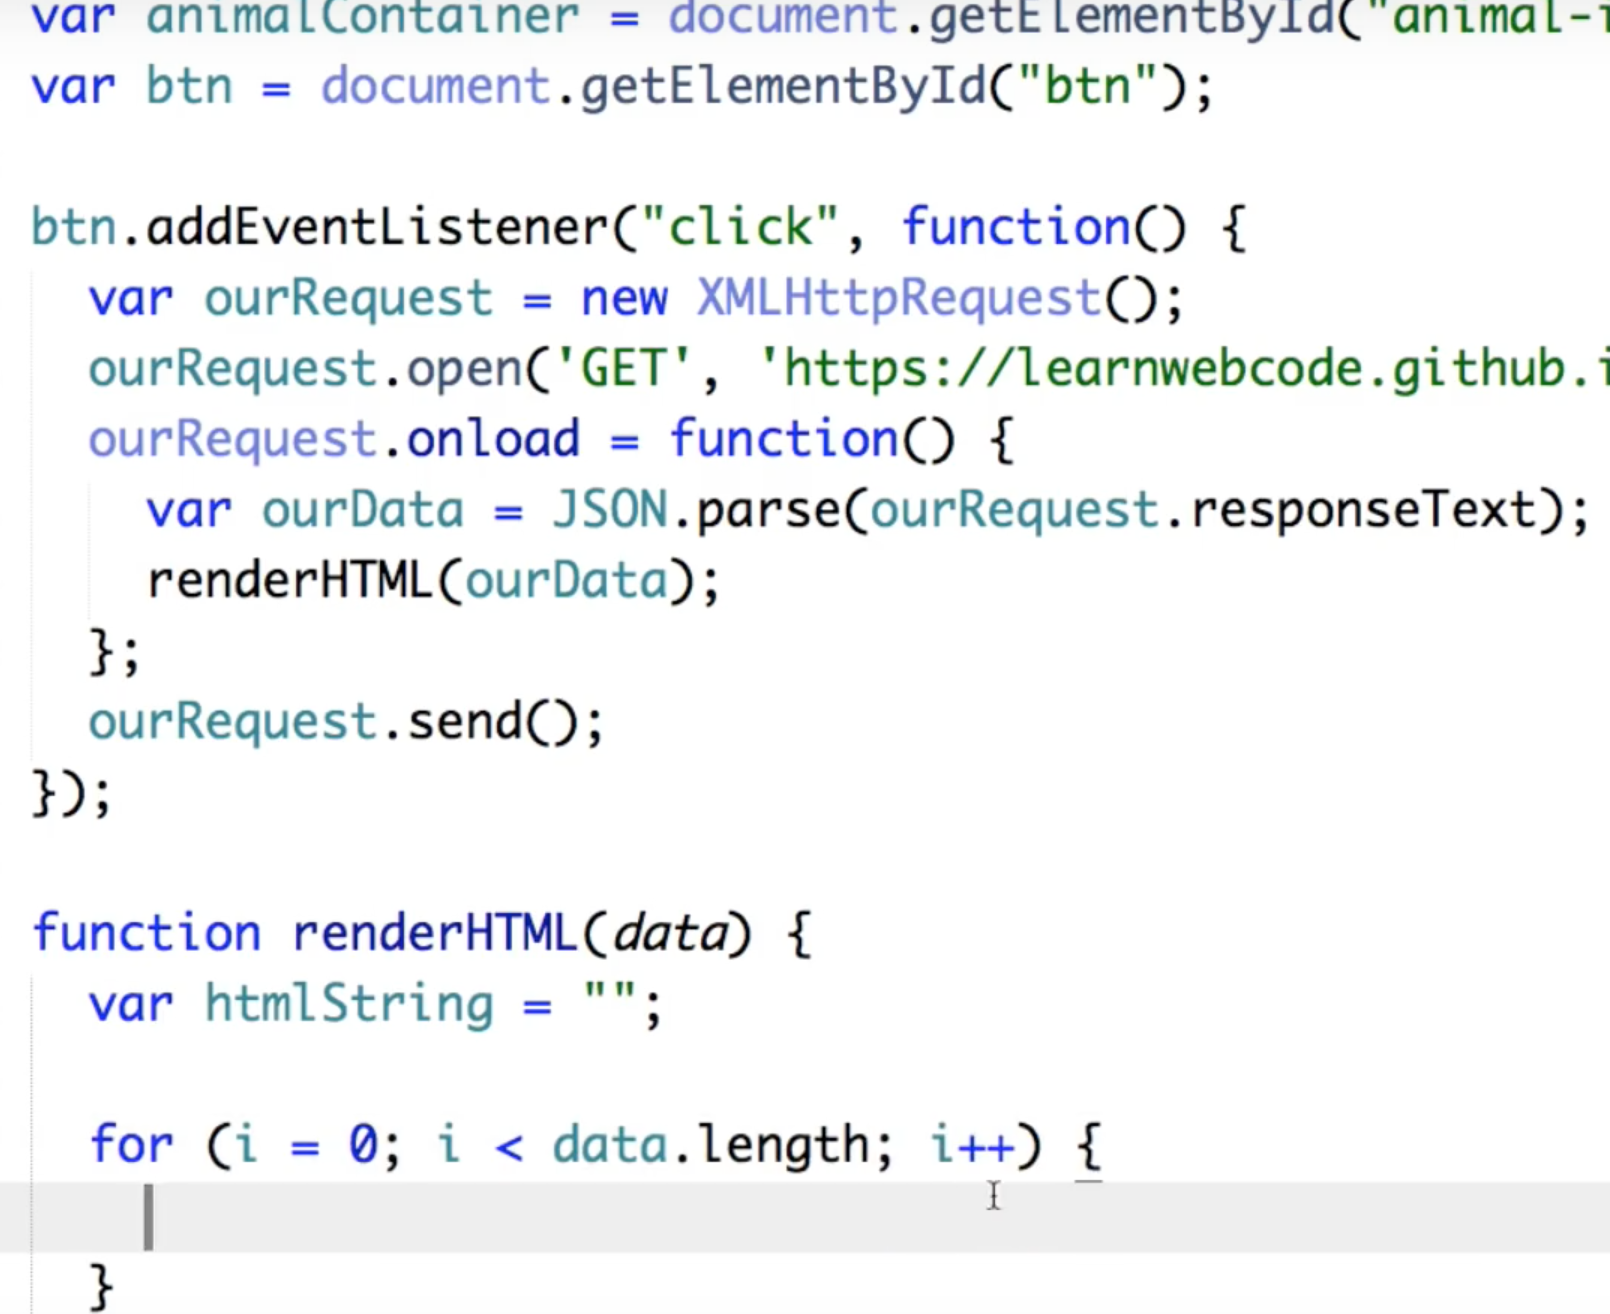 var animalContainer = document.getElementById("animal-i
var btn = document.getElementById("btn");
btn.addEventListener("click", function() {
var ourRequest = new XMLHttpRequest();
ourRequest.open('GET', 'https://learnwebcode.github.i
ourRequest.onload = function() {
var ourData = JSON.parse(ourRequest.responseText);
renderHTML(ourData);
};
ourRequest.send();
});
function renderHTML(data) {
var htmlString = "";
for (i = 0; i < data.length; i++) {
}